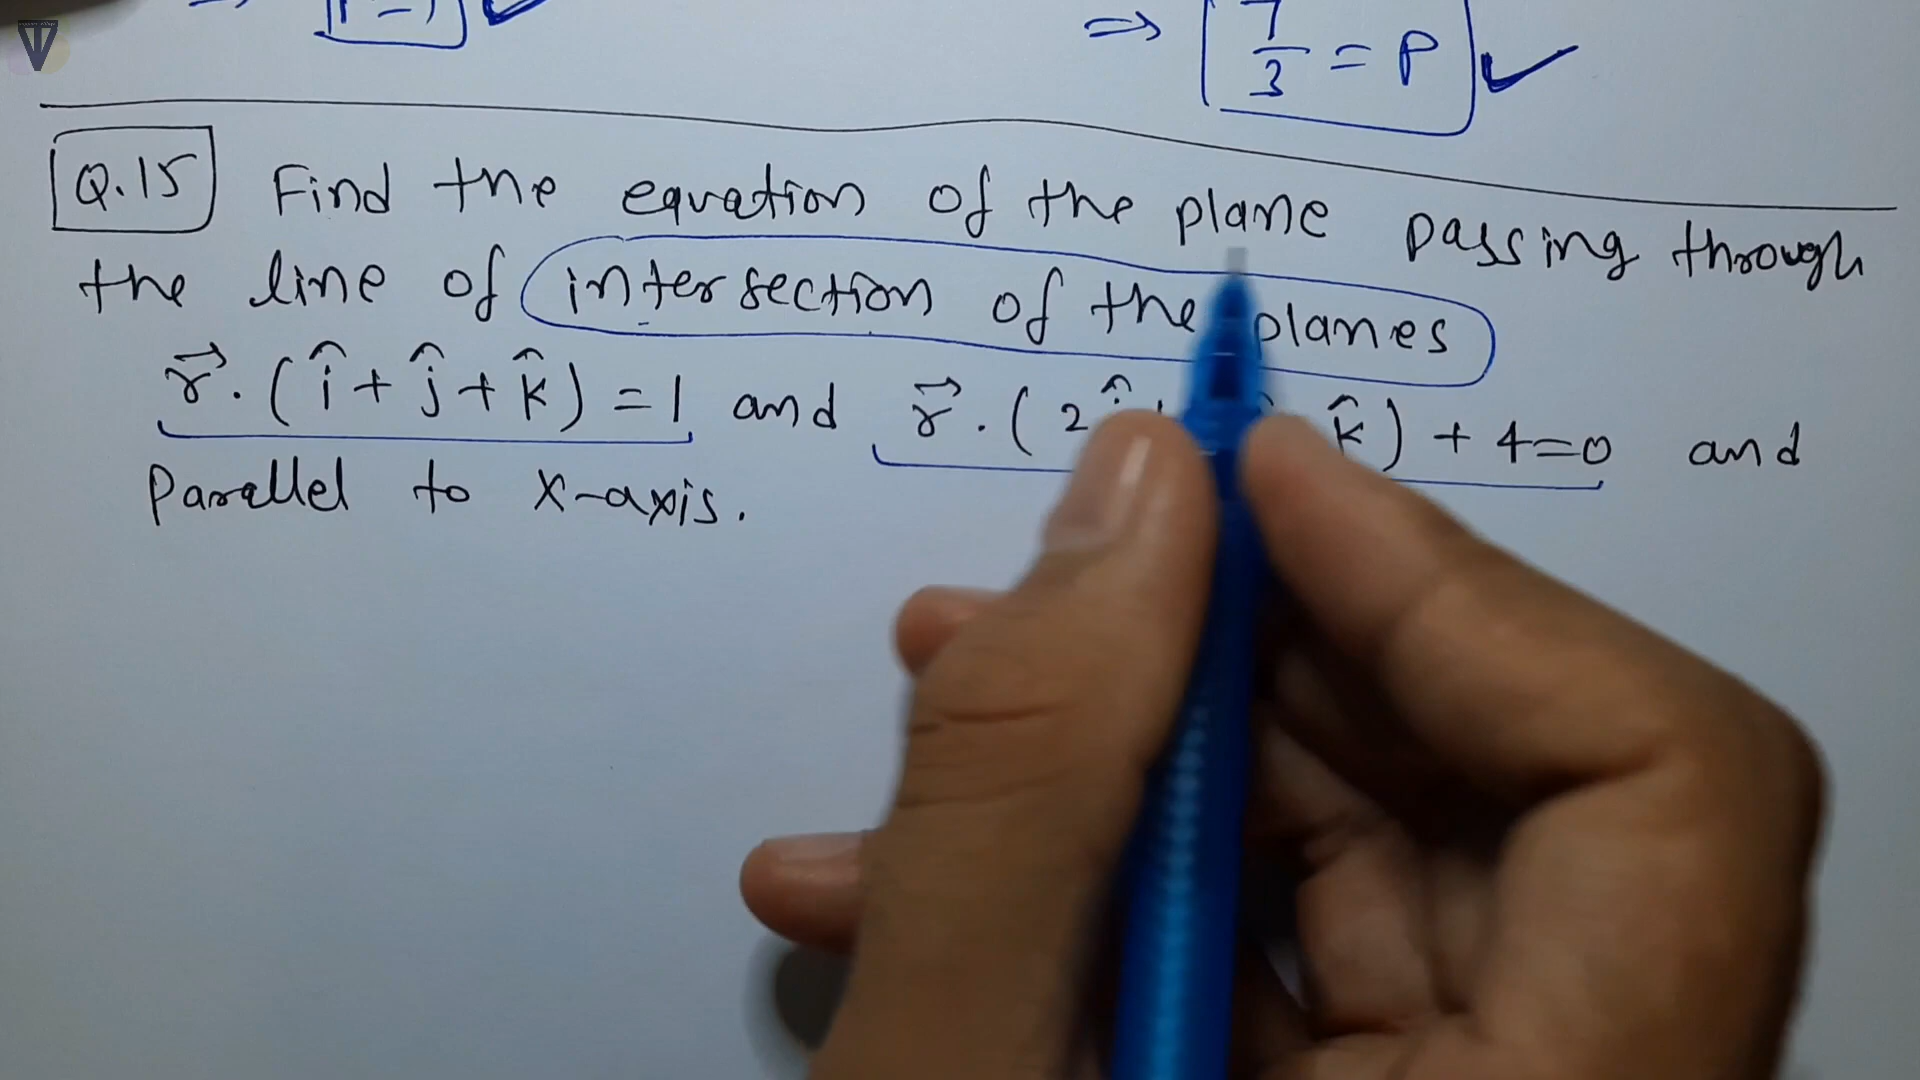 ⇒ 7/3 = P ✓
Q.15 Find the equation of the plane passing through
the line of intersection of the planes
r⃗ . (î + ĵ + k̂) = 1 and r⃗ . ( 2 k̂) + 4 = 0 and
Parallel to X-axis.